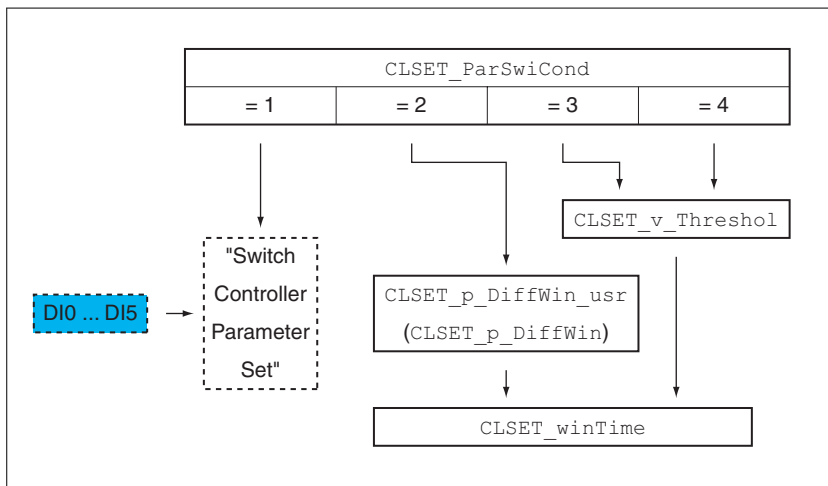 CLSET_ParSwiCond
= 1
= 2
= 3
= 4
CLSET_v_Threshol
"Switch
Controller
Parameter
Set"
DI0 ... DI5
CLSET_p_DiffWin_usr
(CLSET_p_DiffWin)
CLSET_winTime